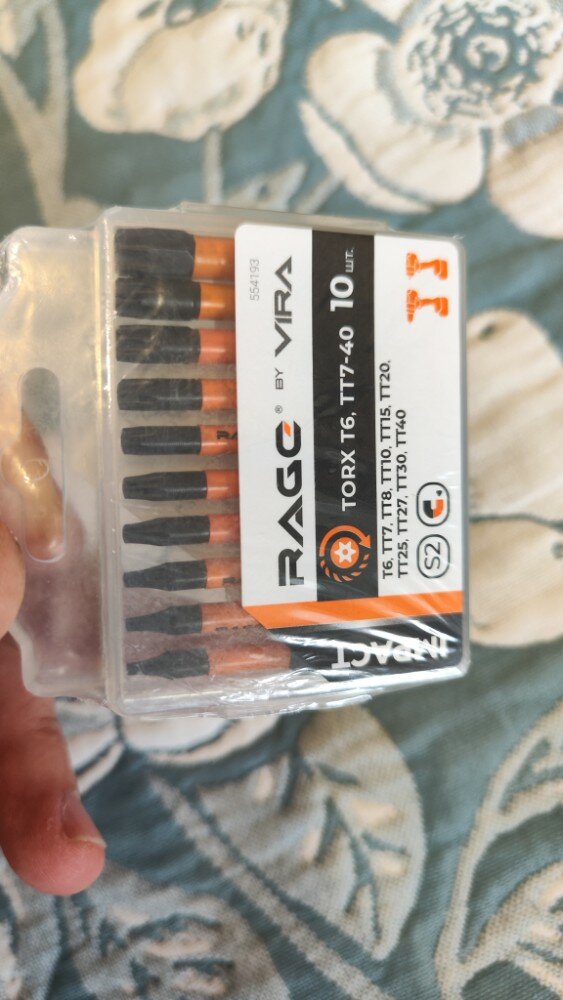 554193
RAGE® BY VIRA
TORX T6, TT7-40 10 шт.
T6, TT7, TT8, TT10, TT15, TT20,
TT25, TT27, TT30, TT40
S2
IMPACT